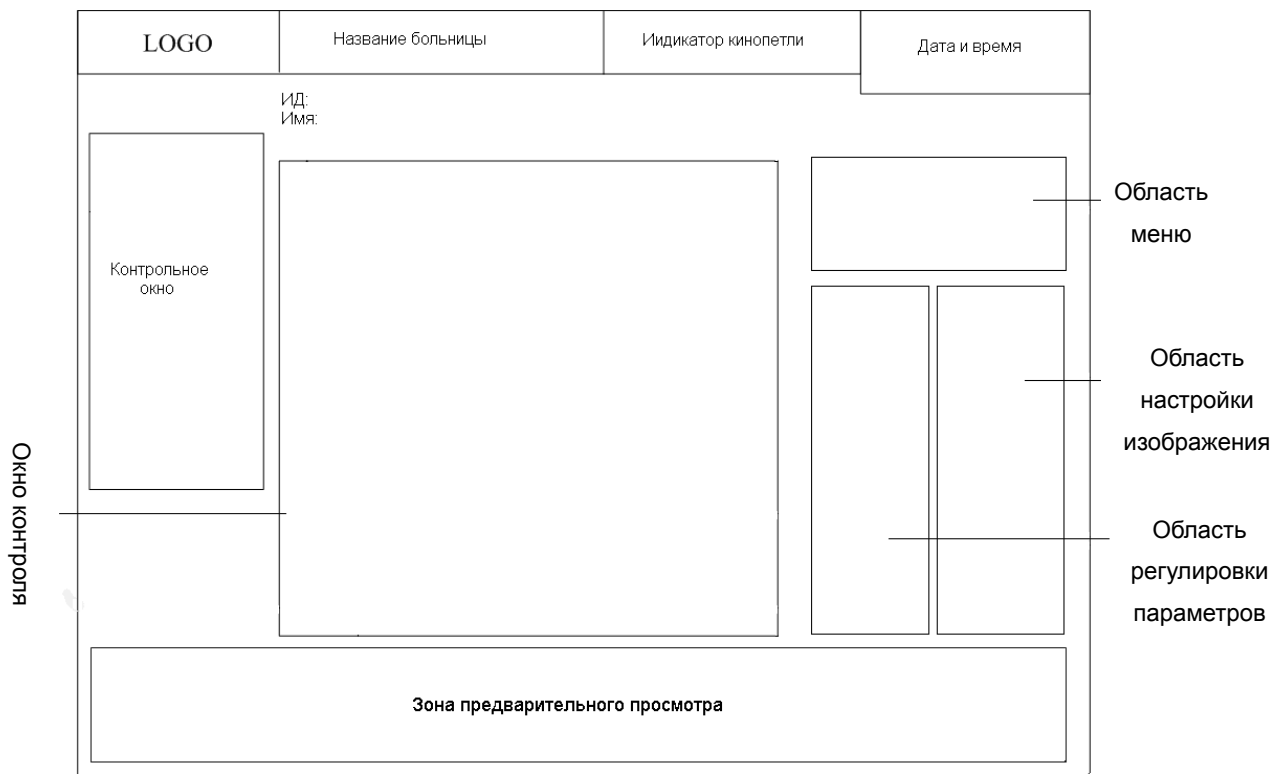 LOGO
Название больницы
Иидикатор кинопетли
Дата и время
ИД:
Имя:
Контрольное
окно
Область
меню
Область
настройки
изображения
Окно контроля
Область
регулировки
параметров
Зона предварительного просмотра